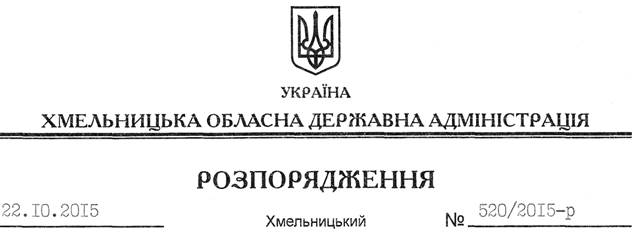 УКРАЇНА
ХМЕЛЬНИЦЬКА ОБЛАСНА ДЕРЖАВНА АДМІНІСТРАЦІЯ
РОЗПОРЯДЖЕННЯ
22.10.2015 Хмельницький № 520/2015-р